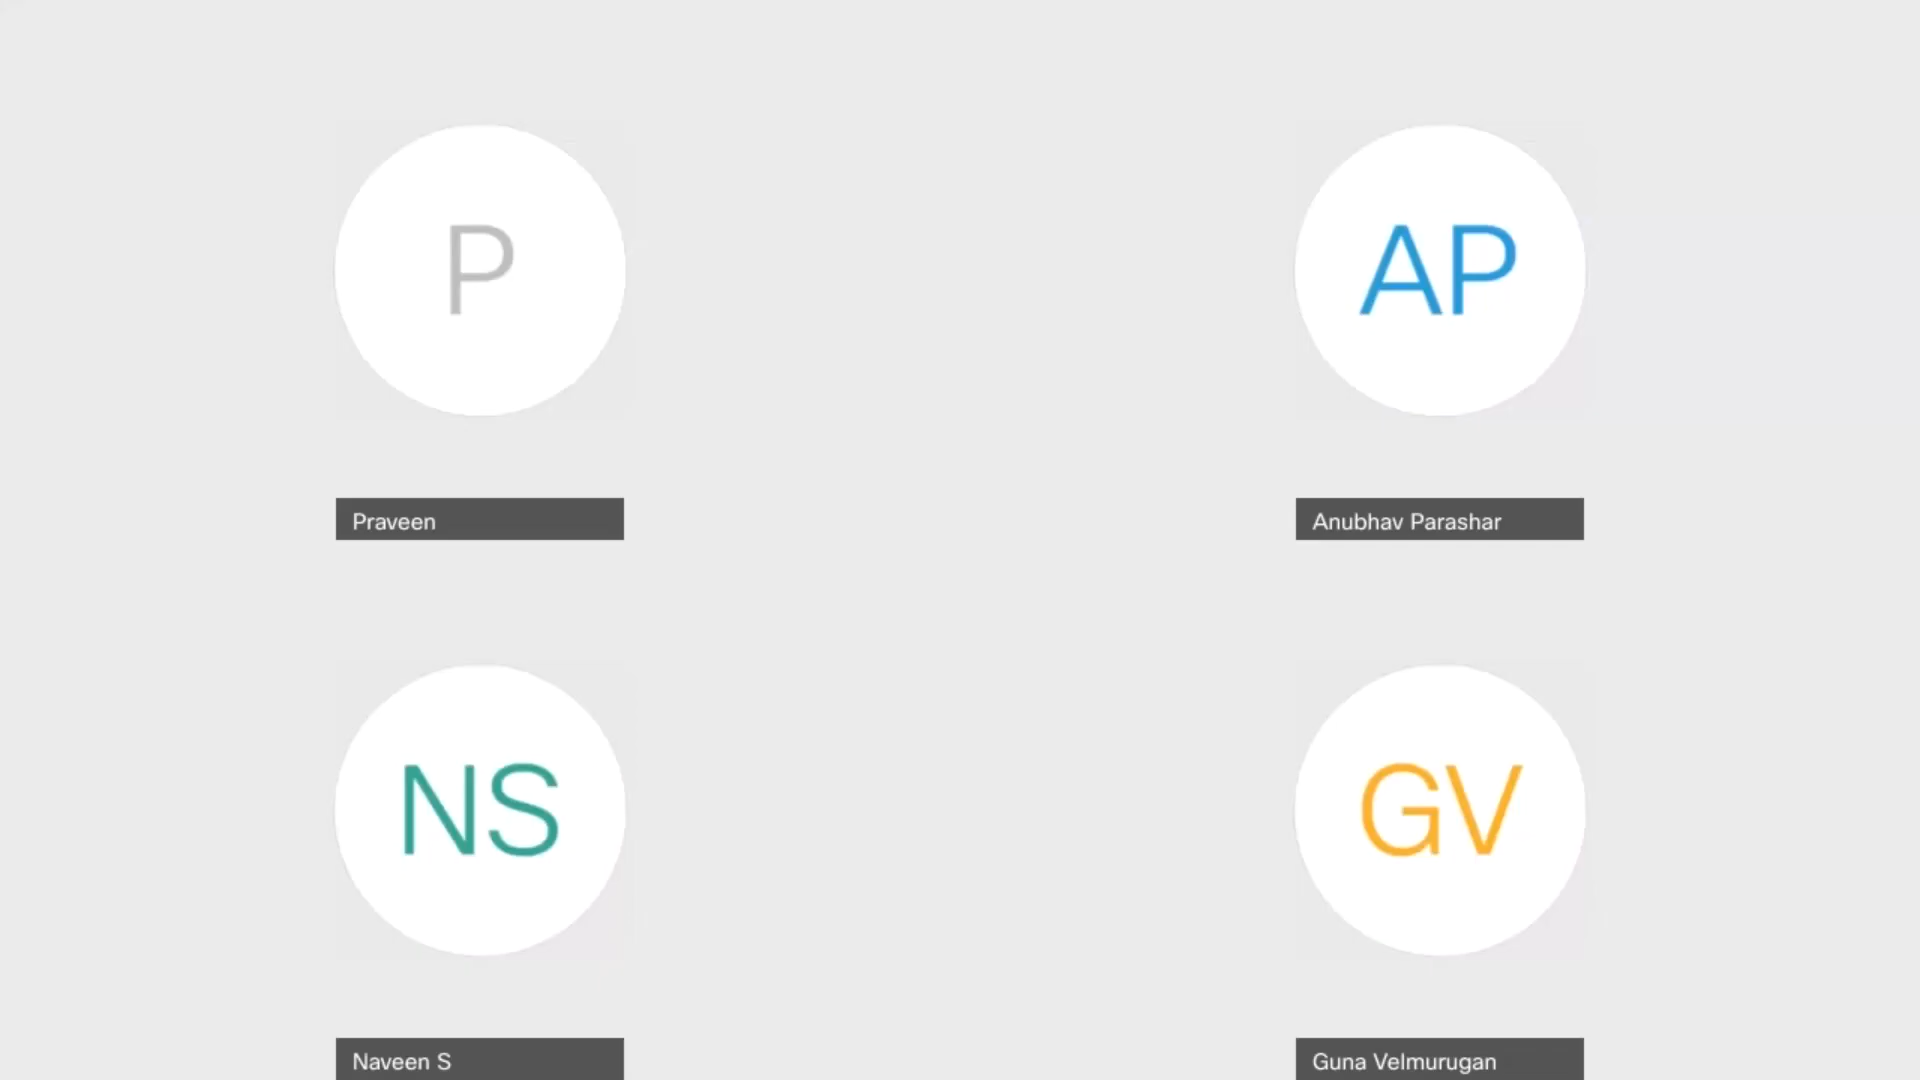 P
AP
Praveen
Anubhav Parashar
NS
GV
Naveen S
Guna Velmurugan